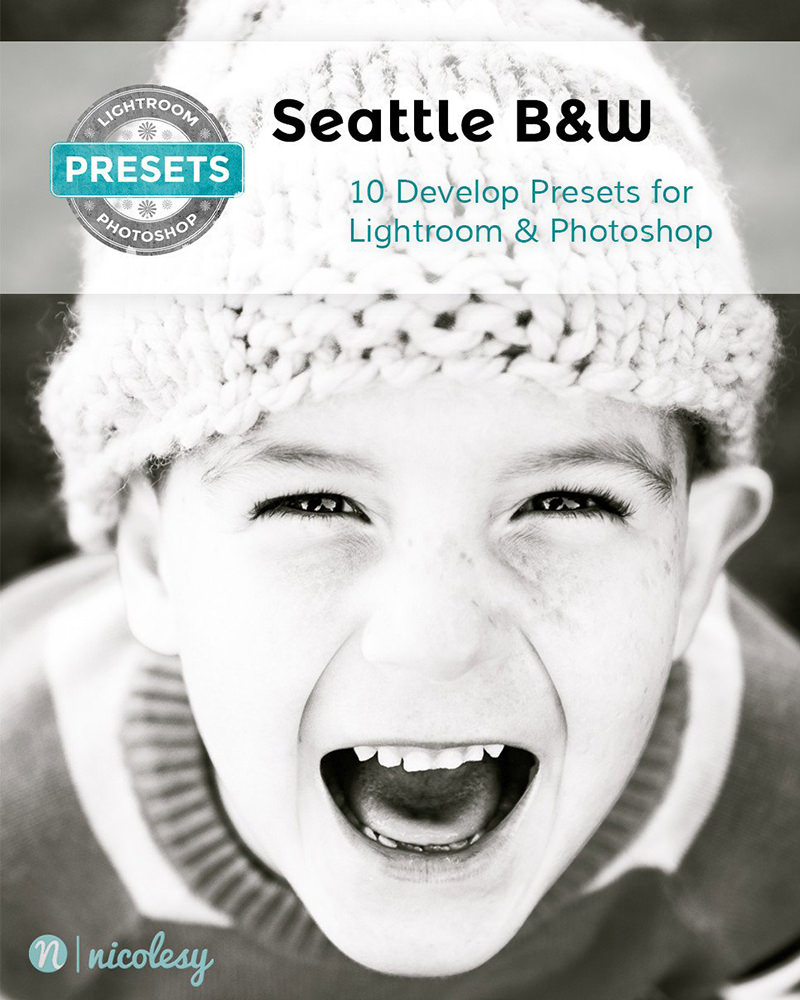 LIGHTROOM
PRESETS
PHOTOSHOP
Seattle B&W
10 Develop Presets for
Lightroom & Photoshop
n | nicolesy